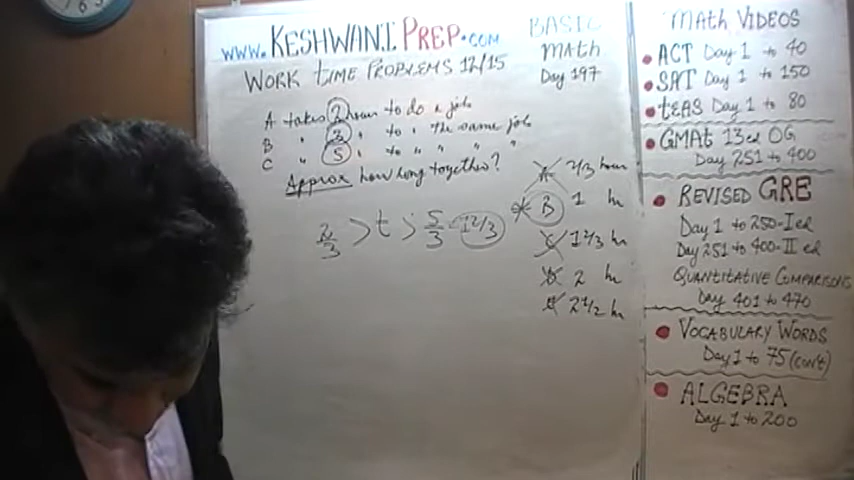 www.KESHWANI PREP.COM
WORK TIME PROBLEMS 12/15
BASIC
MATH
Day 197
A takes 2 hours to do a job
B " 3 " to " the same job
C " 5 " to " " " "
Approx how long together?
2/3 > t > 5/3 = 1 2/3
A 2/3 hour
* B 1 hr
C 1 2/3 hr
D 2 hr
E 2 1/2 hr
MATH VIDEOS
ACT Day 1 to 40
SAT Day 1 to 150
TEAS Day 1 to 80
GMAT 13ed OG
Day 251 to 400
REVISED GRE
Day 1 to 250-I ed
Day 251 to 400-II ed
QUANTITATIVE COMPARISONS
Day 401 to 470
VOCABULARY WORDS
Day 1 to 75 (CONT)
ALGEBRA
Day 1 to 200